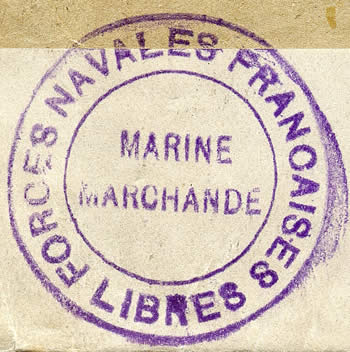 FORCES NAVALES FRANCAISES LIBRES
MARINE
MARCHANDE